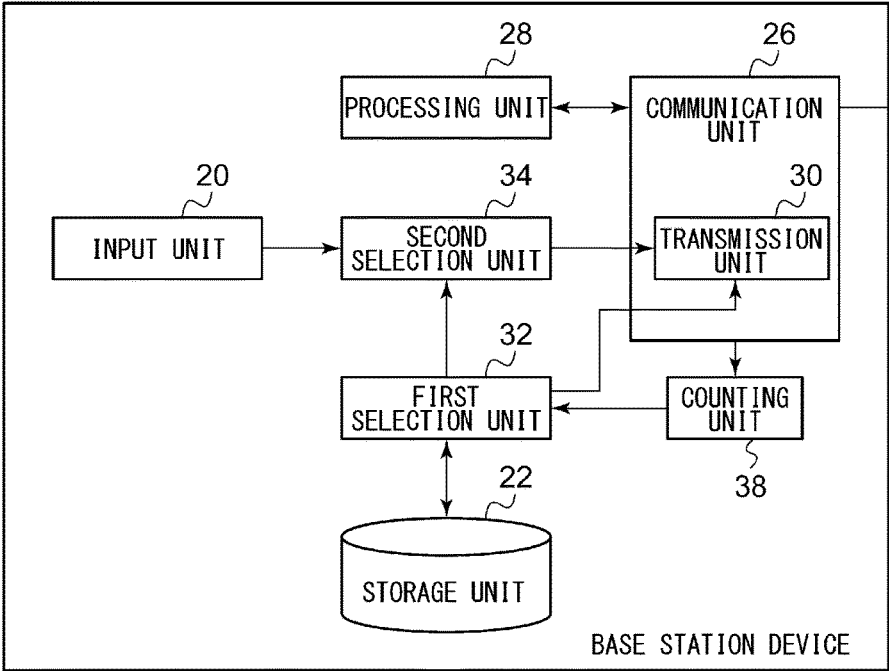 28
26
PROCESSING UNIT
COMMUNICATION
UNIT
20
34
30
INPUT UNIT
SECOND
SELECTION UNIT
TRANSMISSION
UNIT
32
FIRST
SELECTION UNIT
COUNTING
UNIT
38
22
STORAGE UNIT
BASE STATION DEVICE